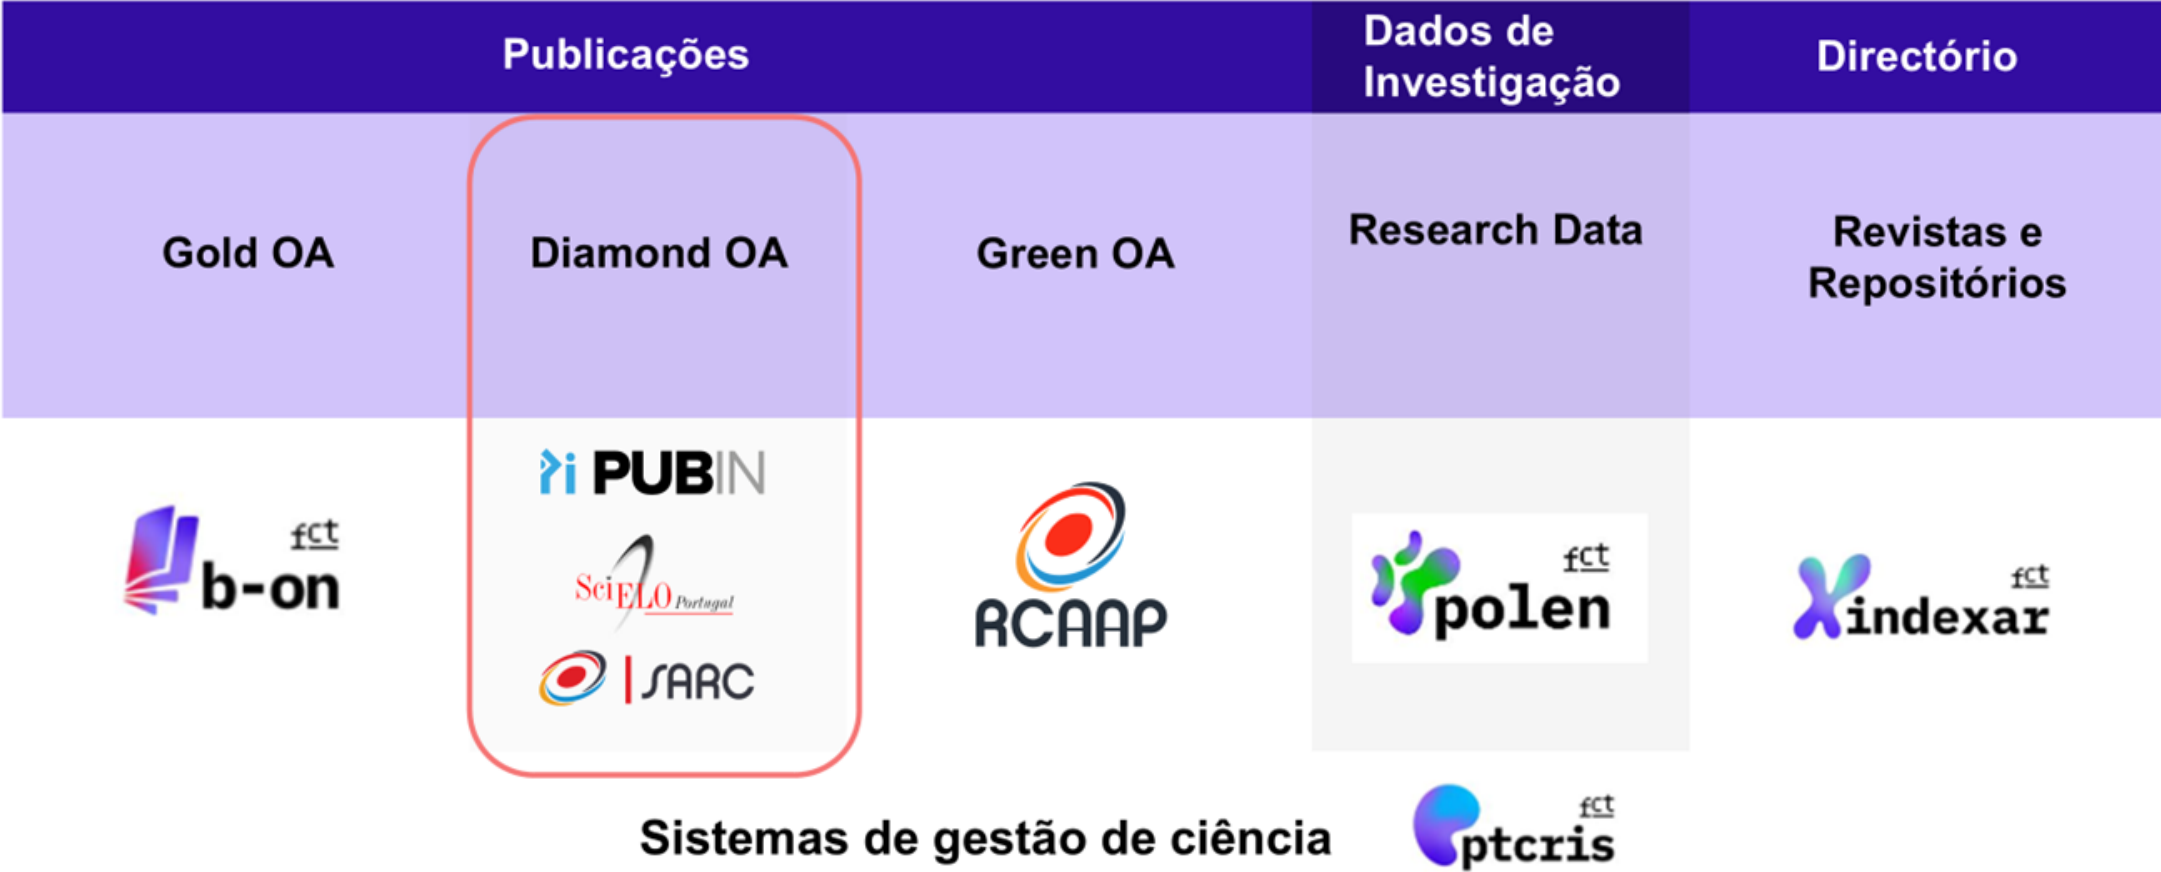 Publicações
Dados de
Investigação
Directório
Gold OA
Diamond OA
Green OA
Research Data
Revistas e
Repositórios
fct
b-on
PUBIN
SciELO Portugal
SARC
RCAAP
fct
polen
fct
indexar
Sistemas de gestão de ciência
fct
ptcris